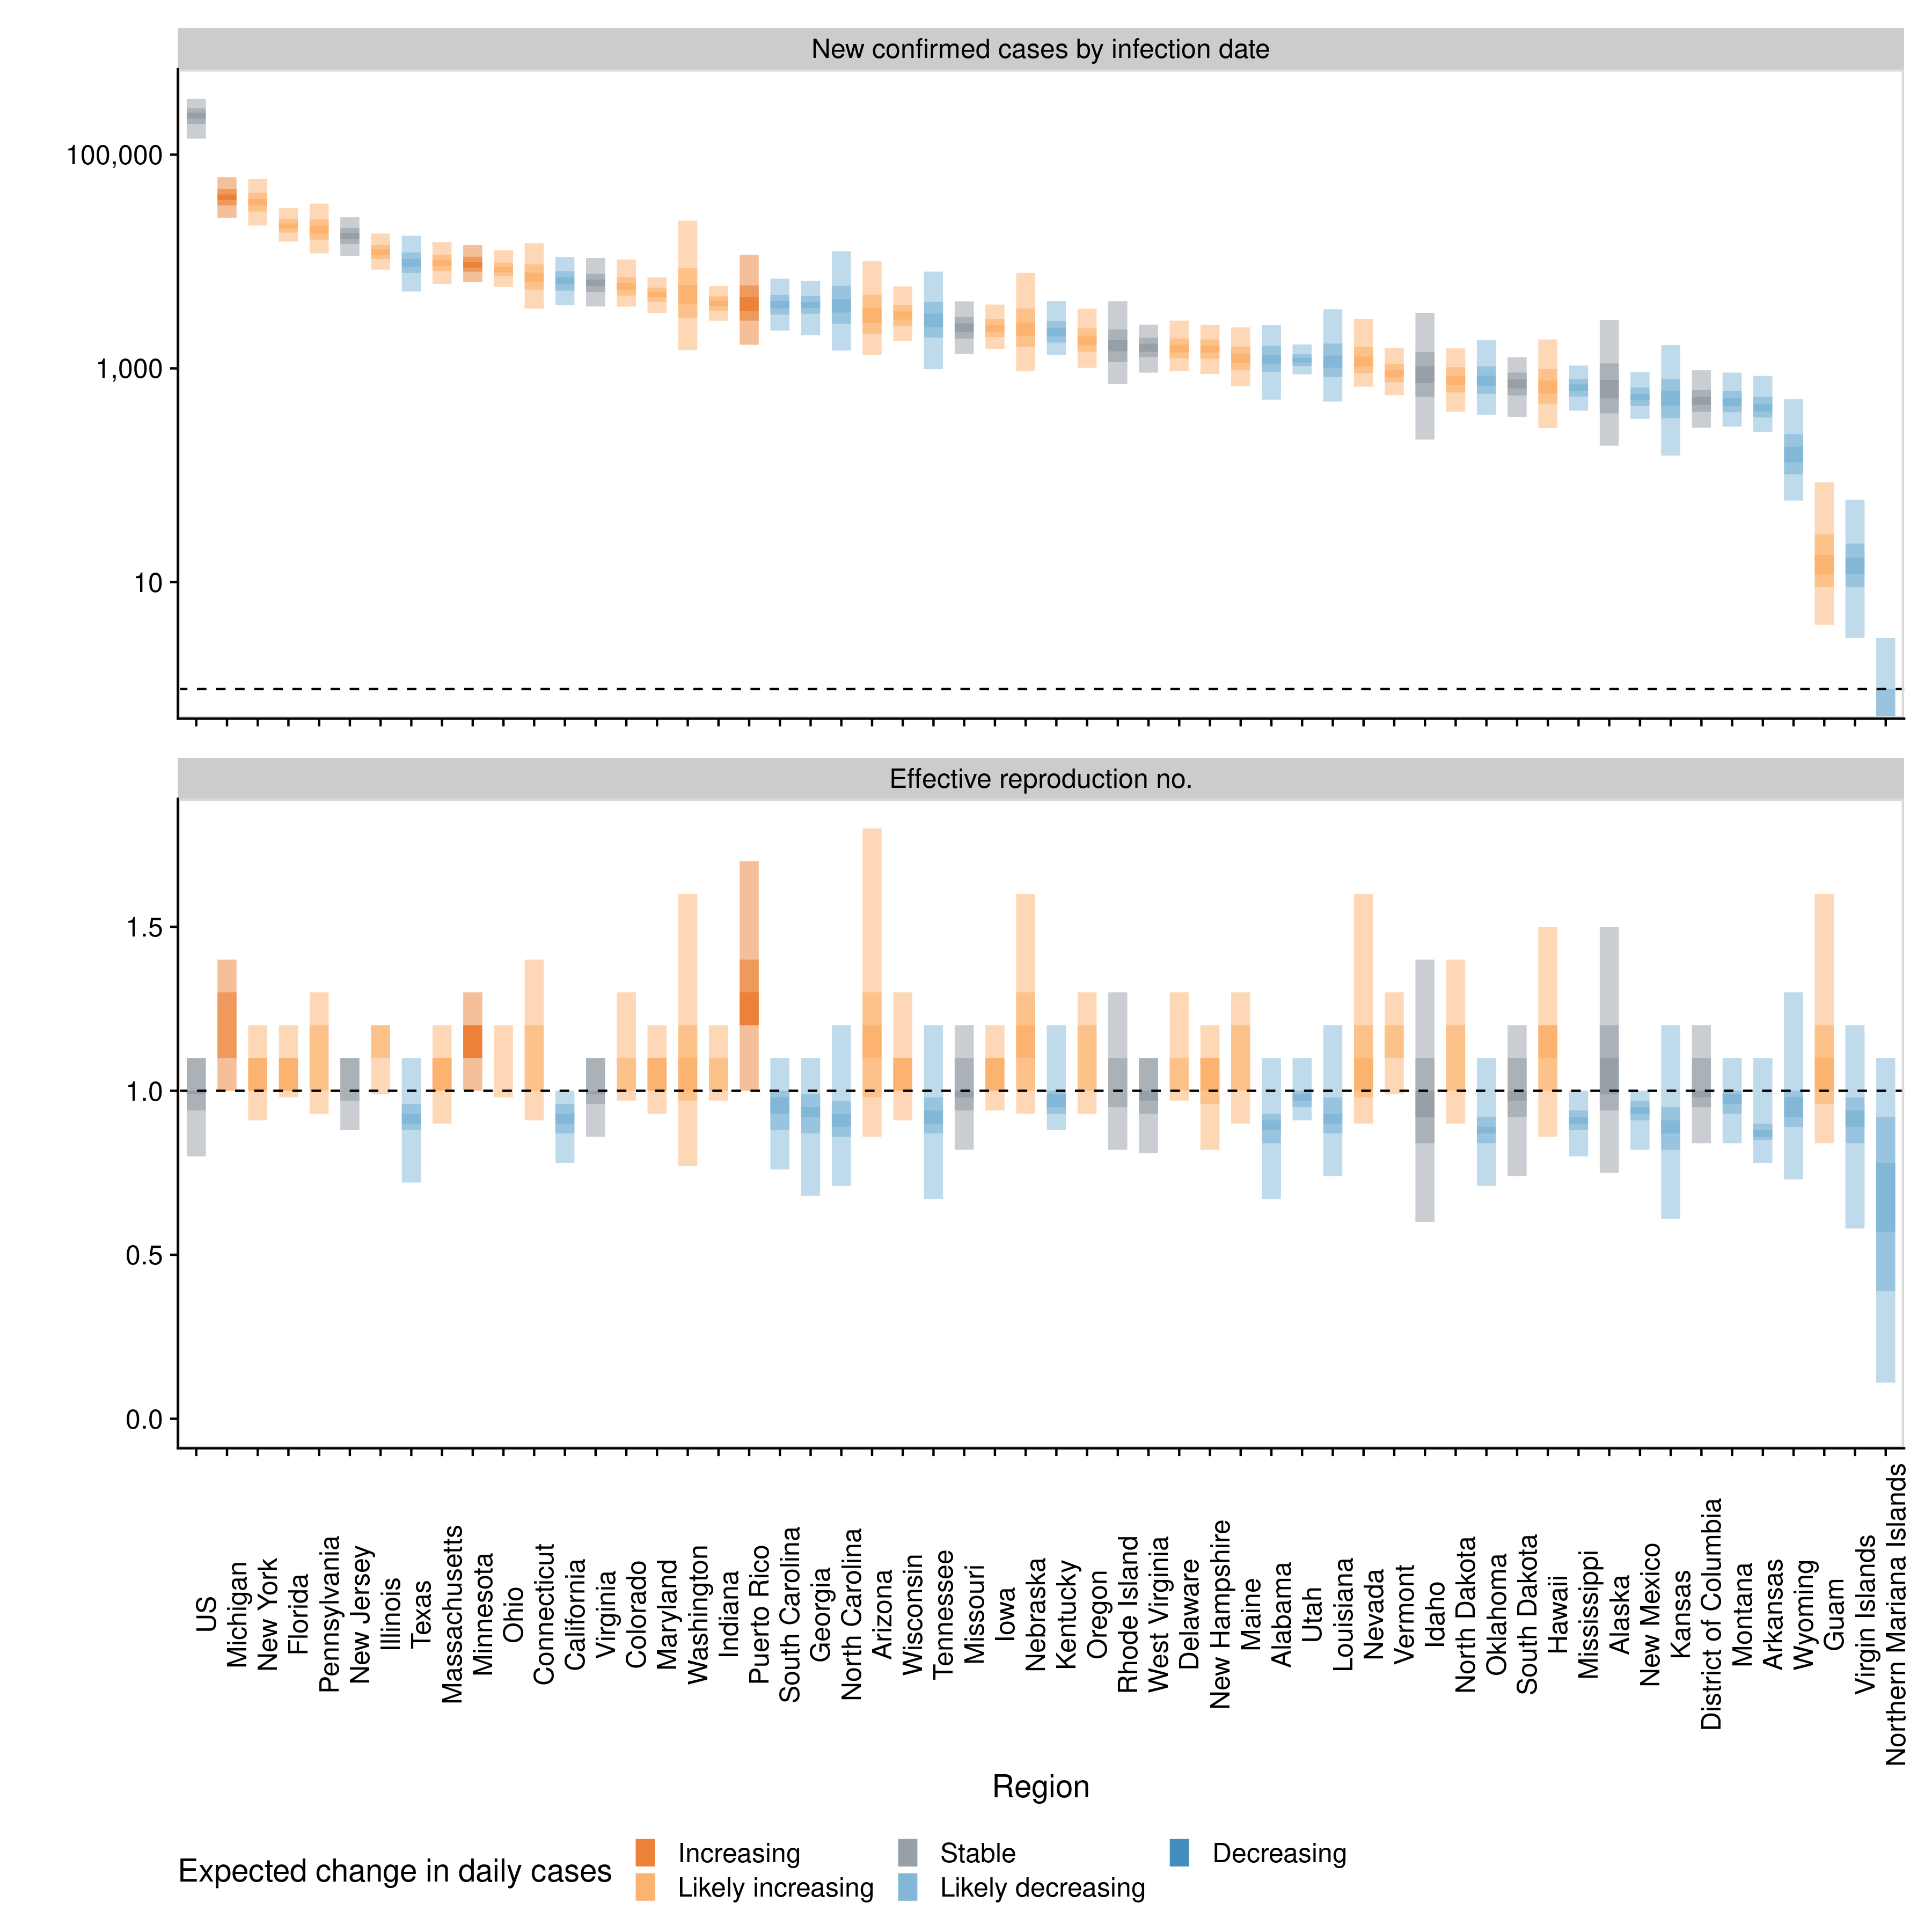 New confirmed cases by infection date
100,000
1,000
10
Effective reproduction no.
1.5
1.0
0.5
0.0
US
Michigan
New York
Florida
Pennsylvania
New Jersey
Illinois
Texas
Massachusetts
Minnesota
Ohio
Connecticut
California
Virginia
Colorado
Maryland
Washington
Indiana
Puerto Rico
South Carolina
Georgia
North Carolina
Arizona
Wisconsin
Tennessee
Missouri
Iowa
Nebraska
Kentucky
Oregon
Rhode Island
West Virginia
Delaware
New Hampshire
Maine
Alabama
Utah
Louisiana
Nevada
Vermont
Idaho
North Dakota
Oklahoma
South Dakota
Hawaii
Mississippi
Alaska
New Mexico
Kansas
District of Columbia
Montana
Arkansas
Wyoming
Guam
Virgin Islands
Northern Mariana Islands
Region
Expected change in daily cases
Increasing
Likely increasing
Stable
Likely decreasing
Decreasing